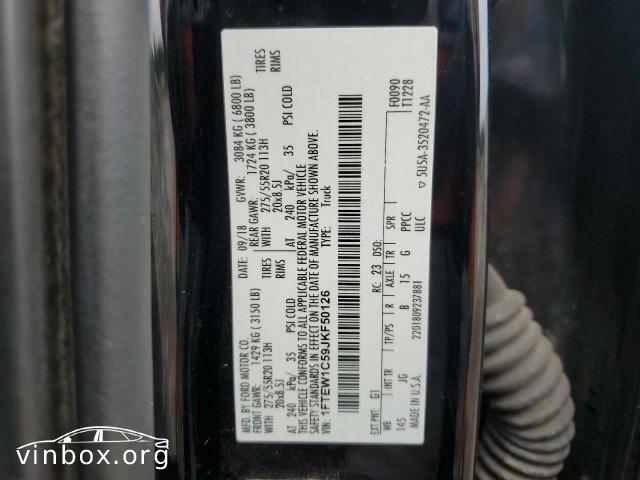 MFG. BY FORD MOTOR CO.
DATE: 09/18 GVWR: 3084 KG ( 6800 LB)
FRONT GAWR: 1429 KG ( 3150 LB) REAR GAWR: 1724 KG ( 3800 LB)
WITH 275/55R20 113H TIRES WITH 275/55R20 113H TIRES
20x8.5J RIMS 20x8.5J RIMS
AT 240 kPa/ 35 PSI COLD AT 240 kPa/ 35 PSI COLD
THIS VEHICLE CONFORMS TO ALL APPLICABLE FEDERAL MOTOR VEHICLE
SAFETY STANDARDS IN EFFECT ON THE DATE OF MANUFACTURE SHOWN ABOVE.
VIN: 1FTEW1C59JKF50126 TYPE: Truck
F0090
EXT PNT: G1 RC: 23 DSO: T1228
WB INT TR TP/PS R AXLE TR SPR
145 JG B 15 G PPCC
MADE IN U.S.A. 2201809237881 ULC
5U5A-3520472-AA
vinbox.org